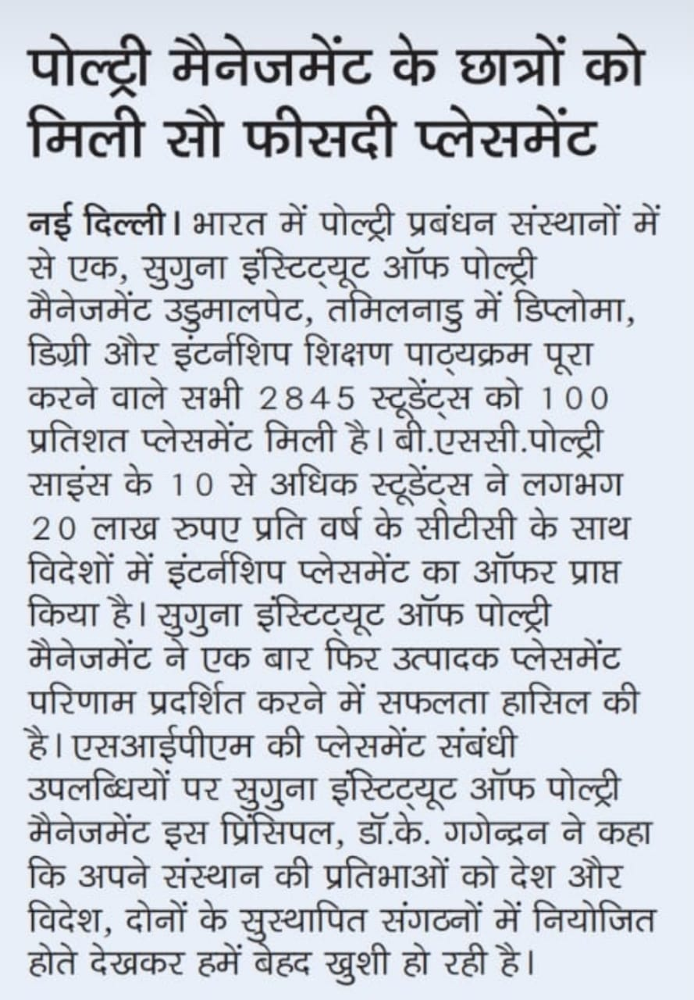 पोल्ट्री मैनेजमेंट के छात्रों को
मिली सौ फीसदी प्लेसमेंट
नई दिल्ली। भारत में पोल्ट्री प्रबंधन संस्थानों में
से एक, सुगुना इंस्टिट्यूट ऑफ पोल्ट्री
मैनेजमेंट उडुमालपेट, तमिलनाडु में डिप्लोमा,
डिग्री और इंटर्नशिप शिक्षण पाठ्यक्रम पूरा
करने वाले सभी 2845 स्टूडेंट्स को 100
प्रतिशत प्लेसमेंट मिली है। बी.एससी.पोल्ट्री
साइंस के 10 से अधिक स्टूडेंट्स ने लगभग
20 लाख रुपए प्रति वर्ष के सीटीसी के साथ
विदेशों में इंटर्नशिप प्लेसमेंट का ऑफर प्राप्त
किया है। सुगुना इंस्टिट्यूट ऑफ पोल्ट्री
मैनेजमेंट ने एक बार फिर उत्पादक प्लेसमेंट
परिणाम प्रदर्शित करने में सफलता हासिल की
है। एसआईपीएम की प्लेसमेंट संबंधी
उपलब्धियों पर सुगुना इंस्टिट्यूट ऑफ पोल्ट्री
मैनेजमेंट इस प्रिंसिपल, डॉ.के. गगेन्द्रन ने कहा
कि अपने संस्थान की प्रतिभाओं को देश और
विदेश, दोनों के सुस्थापित संगठनों में नियोजित
होते देखकर हमें बेहद खुशी हो रही है।